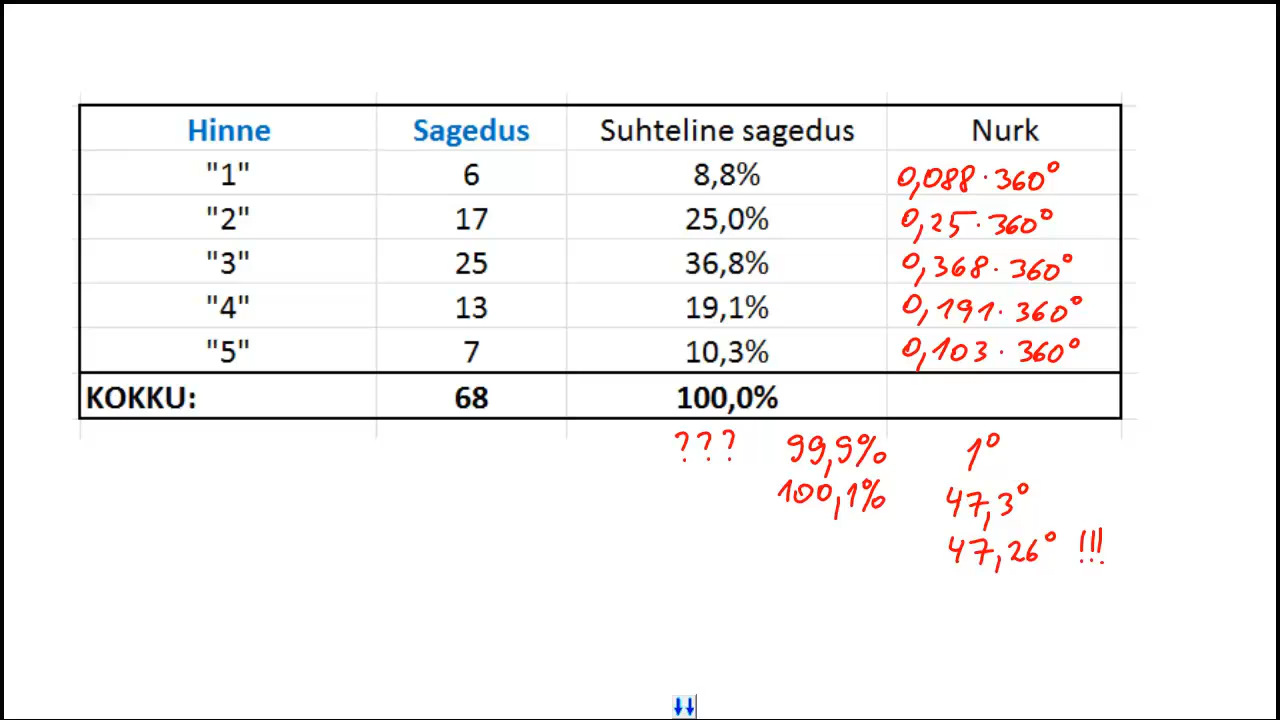 Hinne Sagedus Suhteline sagedus Nurk
"1" 6 8,8% 0,088 · 360°
"2" 17 25,0% 0,25 · 360°
"3" 25 36,8% 0,368 · 360°
"4" 13 19,1% 0,191 · 360°
"5" 7 10,3% 0,103 · 360°
KOKKU: 68 100,0%
??? 99,9% 1°
100,1% 47,3°
47,26° !!!